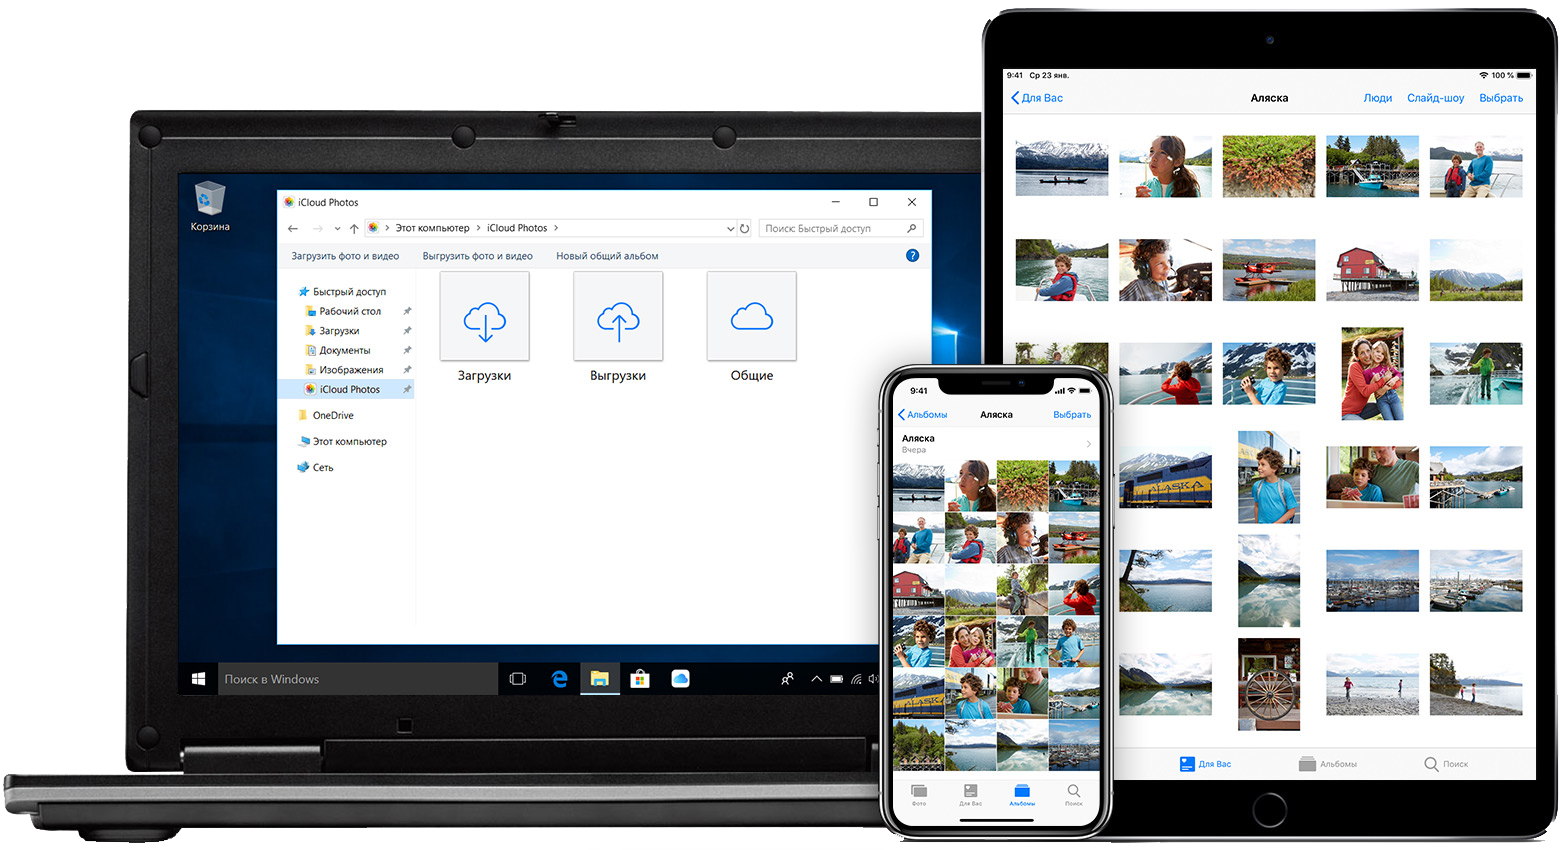 Корзина
iCloud Photos
Этот компьютер
iCloud Photos
Поиск: Быстрый доступ
Загрузить фото и видео
Выгрузить фото и видео
Новый общий альбом
?
Быстрый доступ
Рабочий стол
Загрузки
Документы
Изображения
iCloud Photos
OneDrive
Этот компьютер
Сеть
Загрузки
Выгрузки
Общие
Поиск в Windows
9:41
Альбомы
Аляска
Выбрать
Аляска
Вчера
Фото
Для Вас
Альбомы
Поиск
9:41 Ср 23 янв.
100 %
Для Вас
Аляска
Люди
Слайд-шоу
Выбрать
ALASKA
Для Вас
Альбомы
Поиск